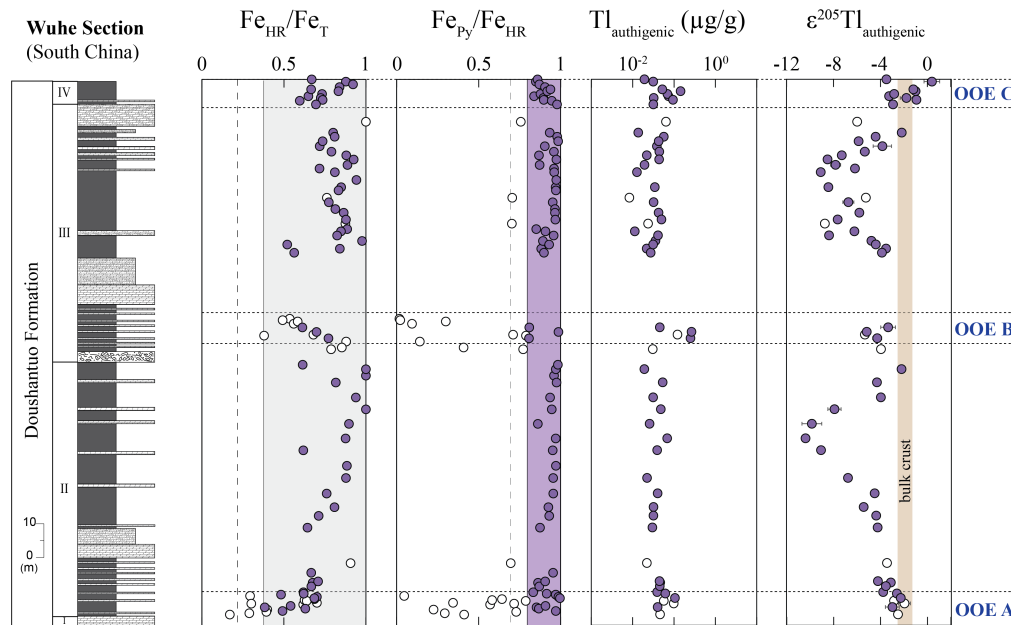 Wuhe Section
(South China)
Fe_HR/Fe_T
Fe_Py/Fe_HR
Tl_authigenic (µg/g)
ε²⁰⁵Tl_authigenic
0 0.5 1
0 0.5 1
10⁻² 10⁰
-12 -8 -4 0
Doushantuo Formation
IV
III
II
I
10
0
(m)
bulk crust
OOE C
OOE B
OOE A